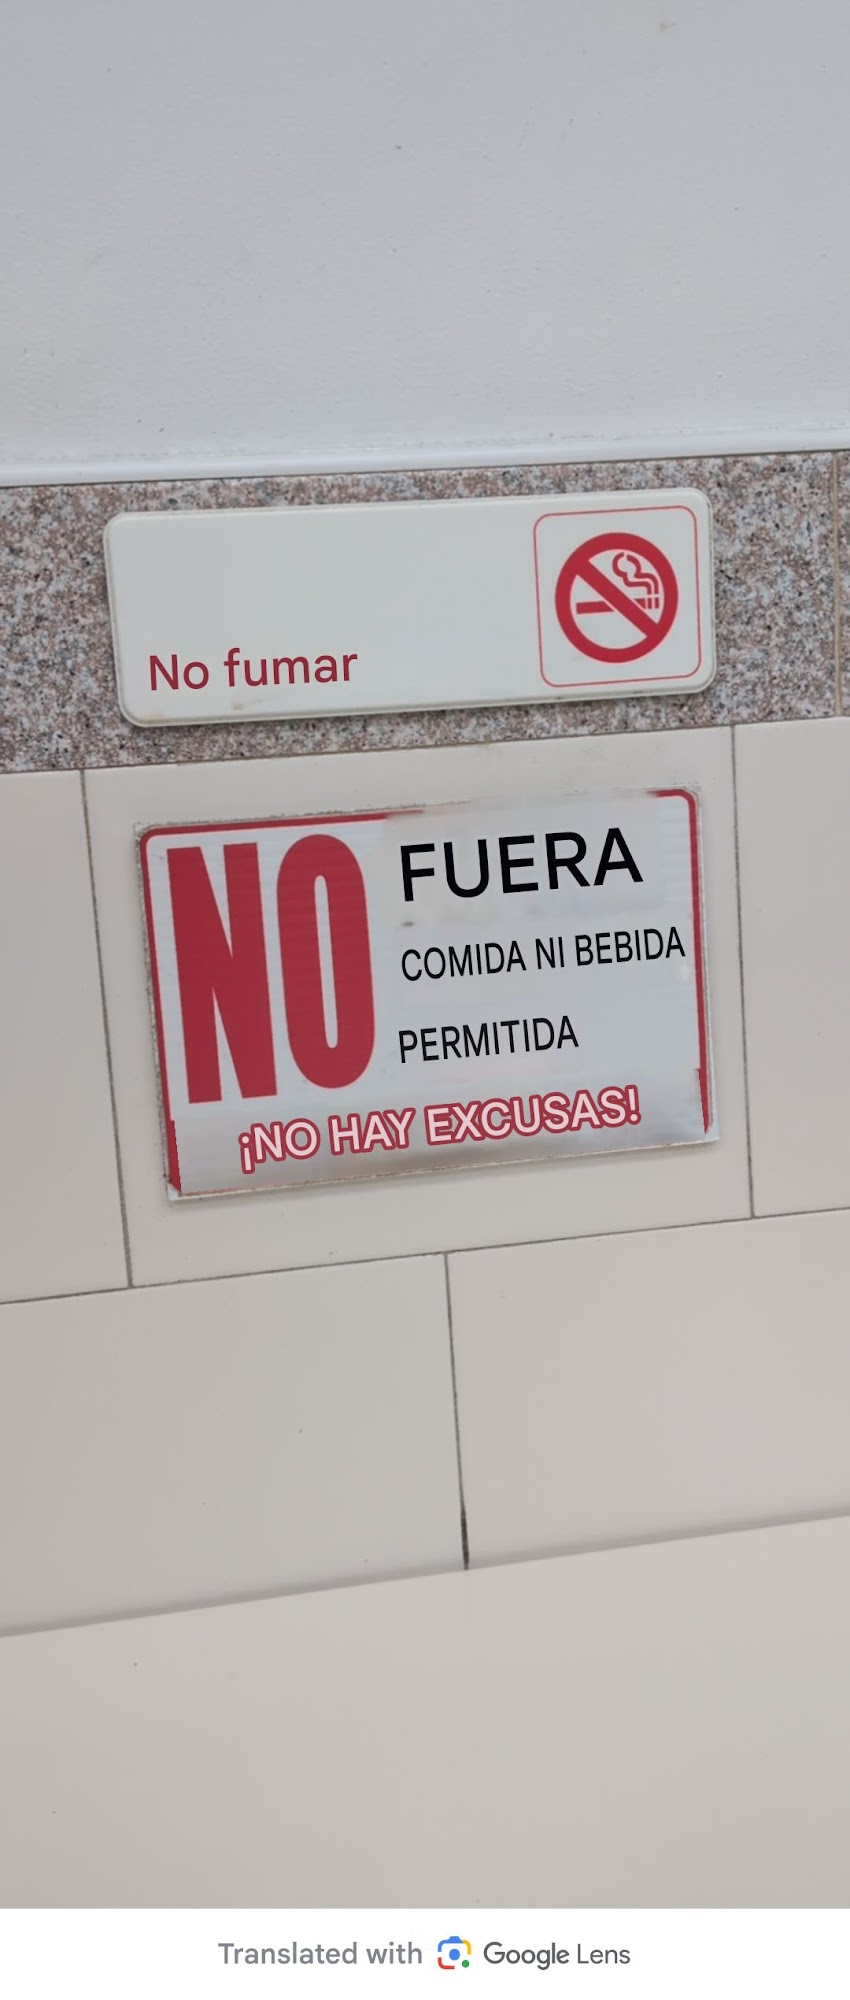 No fumar
NO FUERA
COMIDA NI BEBIDA
PERMITIDA
¡NO HAY EXCUSAS!
Translated with Google Lens